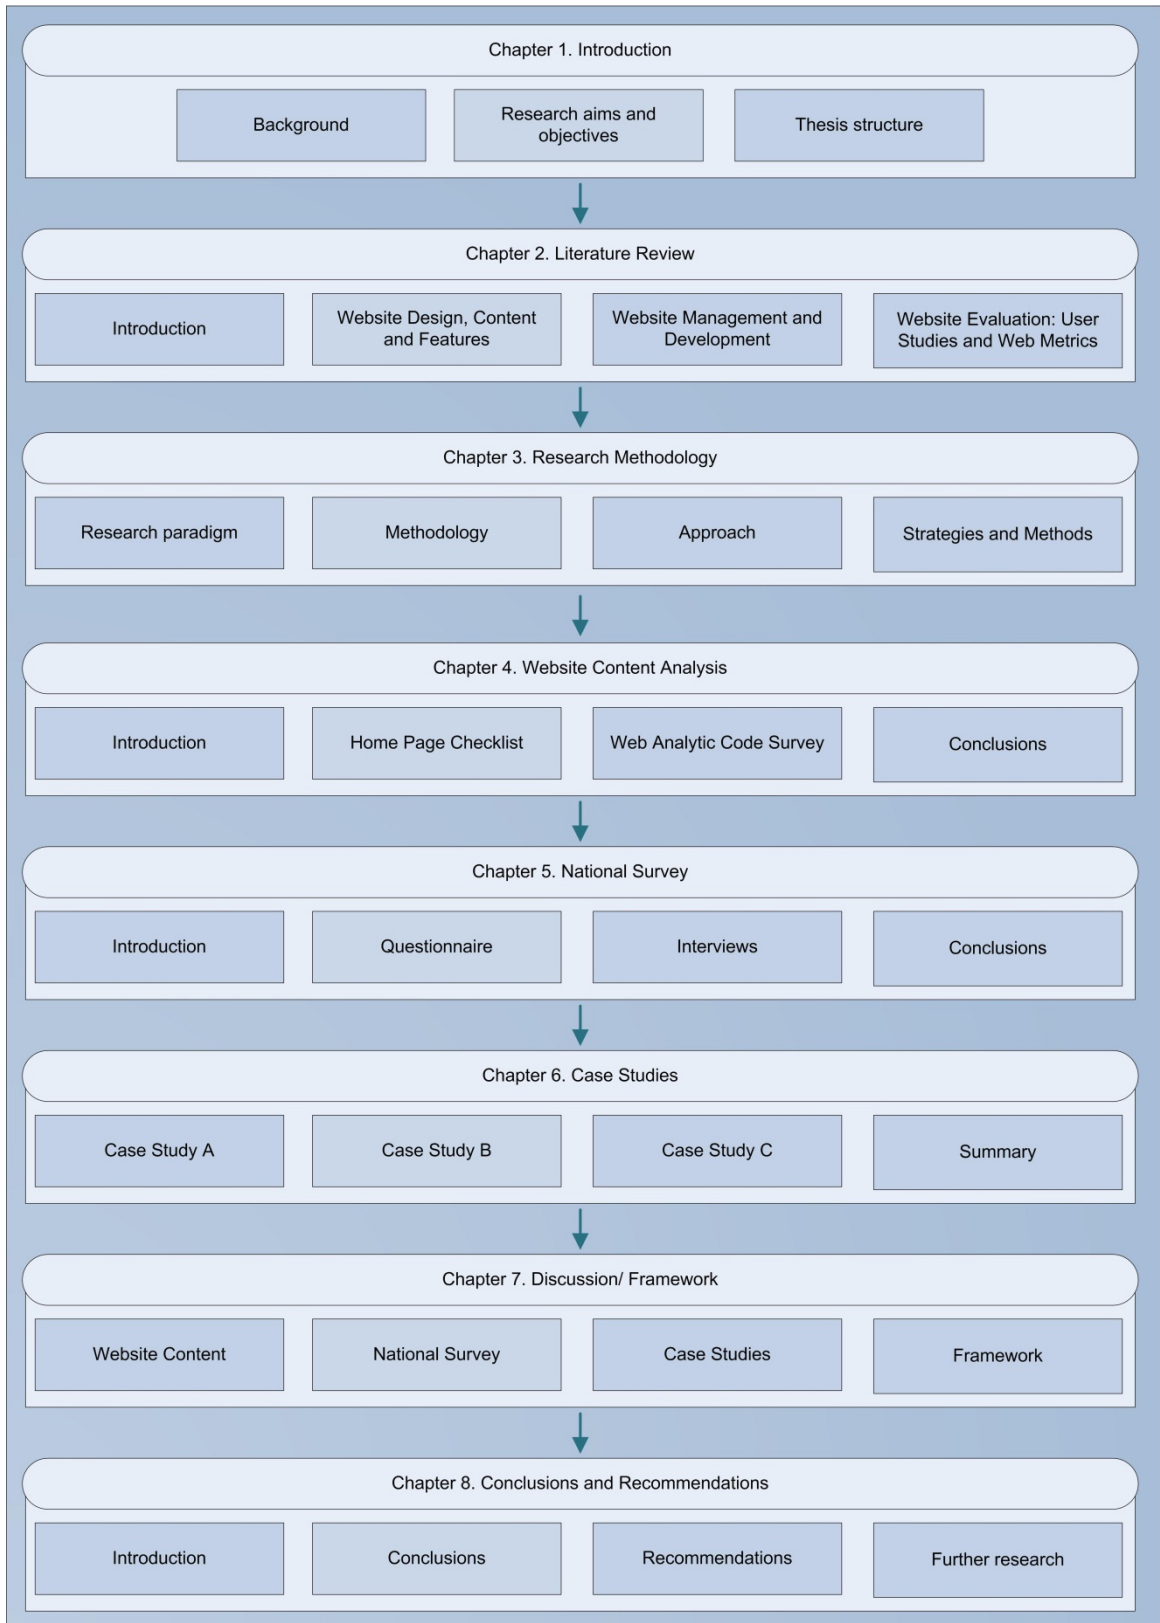 Chapter 1. Introduction
Background
Research aims and
objectives
Thesis structure
Chapter 2. Literature Review
Introduction
Website Design, Content
and Features
Website Management and
Development
Website Evaluation: User
Studies and Web Metrics
Chapter 3. Research Methodology
Research paradigm
Methodology
Approach
Strategies and Methods
Chapter 4. Website Content Analysis
Introduction
Home Page Checklist
Web Analytic Code Survey
Conclusions
Chapter 5. National Survey
Introduction
Questionnaire
Interviews
Conclusions
Chapter 6. Case Studies
Case Study A
Case Study B
Case Study C
Summary
Chapter 7. Discussion/ Framework
Website Content
National Survey
Case Studies
Framework
Chapter 8. Conclusions and Recommendations
Introduction
Conclusions
Recommendations
Further research